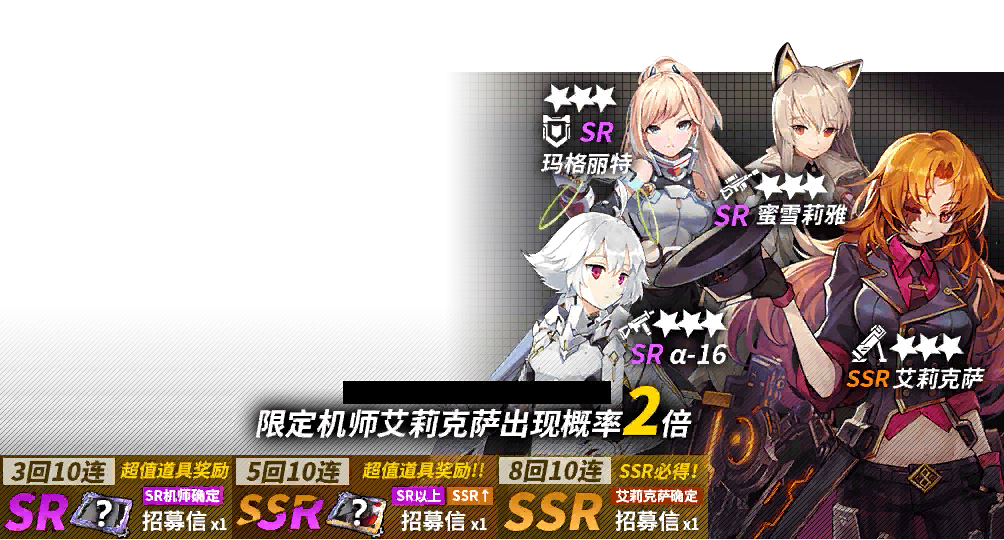 SR
玛格丽特
SR 蜜雪莉雅
SR α-16
SSR 艾莉克萨
限定机师艾莉克萨出现概率2倍
3回10连 超值道具奖励
SR ? SR机师确定
招募信 x1
5回10连 超值道具奖励!!
SSR ? SR以上 SSR↑
招募信 x1
8回10连 SSR必得!
SSR 艾莉克萨确定
招募信 x1